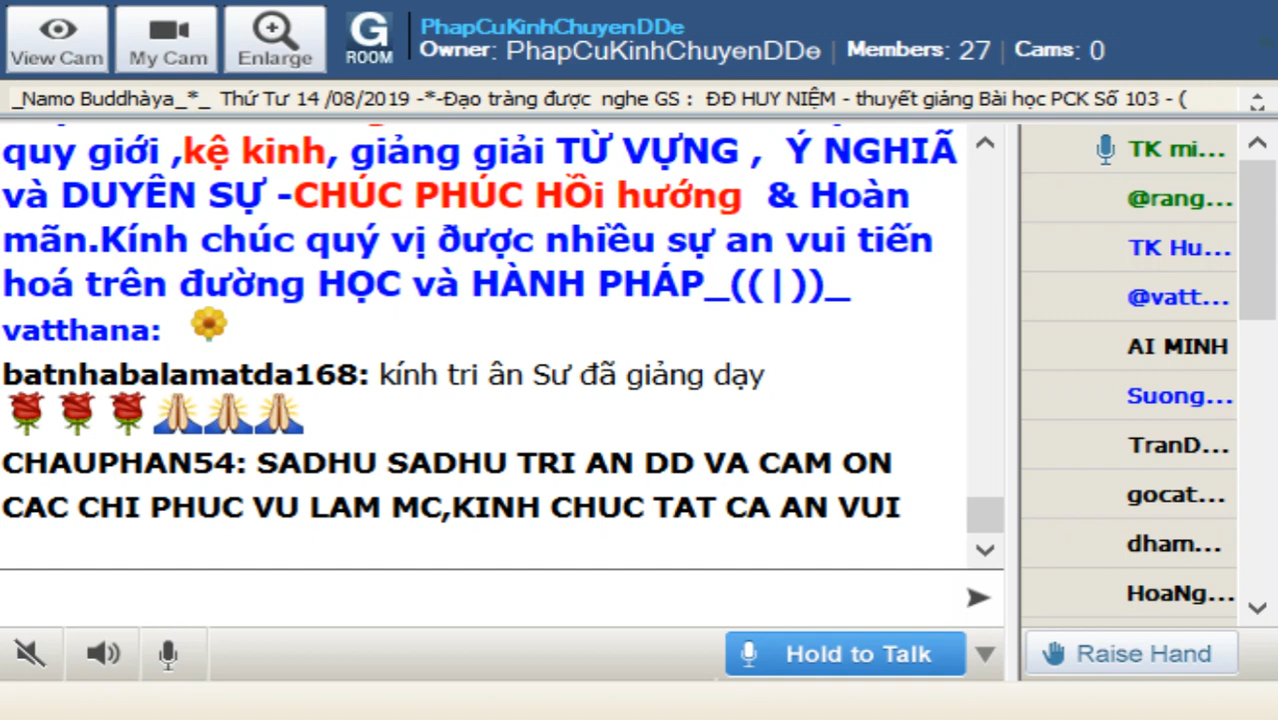 View Cam
My Cam
Enlarge
G
ROOM
PhapCuKinhChuyenDDe
Owner: PhapCuKinhChuyenDDe | Members: 27 | Cams: 0
_Namo Buddhàya_*_ Thứ Tư 14 /08/2019 -*-Đạo tràng được nghe GS : ĐĐ HUY NIỆM - thuyết giảng Bài học PCK Số 103 - (
quy giới ,kệ kinh, giảng giải TỪ VỰNG , Ý NGHIÃ
và DUYÊN SỰ -CHÚC PHÚC HỒi hướng & Hoàn
mãn.Kính chúc quý vị ðược nhiều sự an vui tiến
hoá trên đường HỌC và HÀNH PHÁP_((|))_
vatthana:
batnhabalamatda168: kính tri ân Sư đã giảng dạy
CHAUPHAN54: SADHU SADHU TRI AN DD VA CAM ON
CAC CHI PHUC VU LAM MC,KINH CHUC TAT CA AN VUI
TK mi...
@rang...
TK Hu...
@vatt...
AI MINH
Suong...
TranD...
gocat...
dham...
HoaNg...
Hold to Talk
Raise Hand